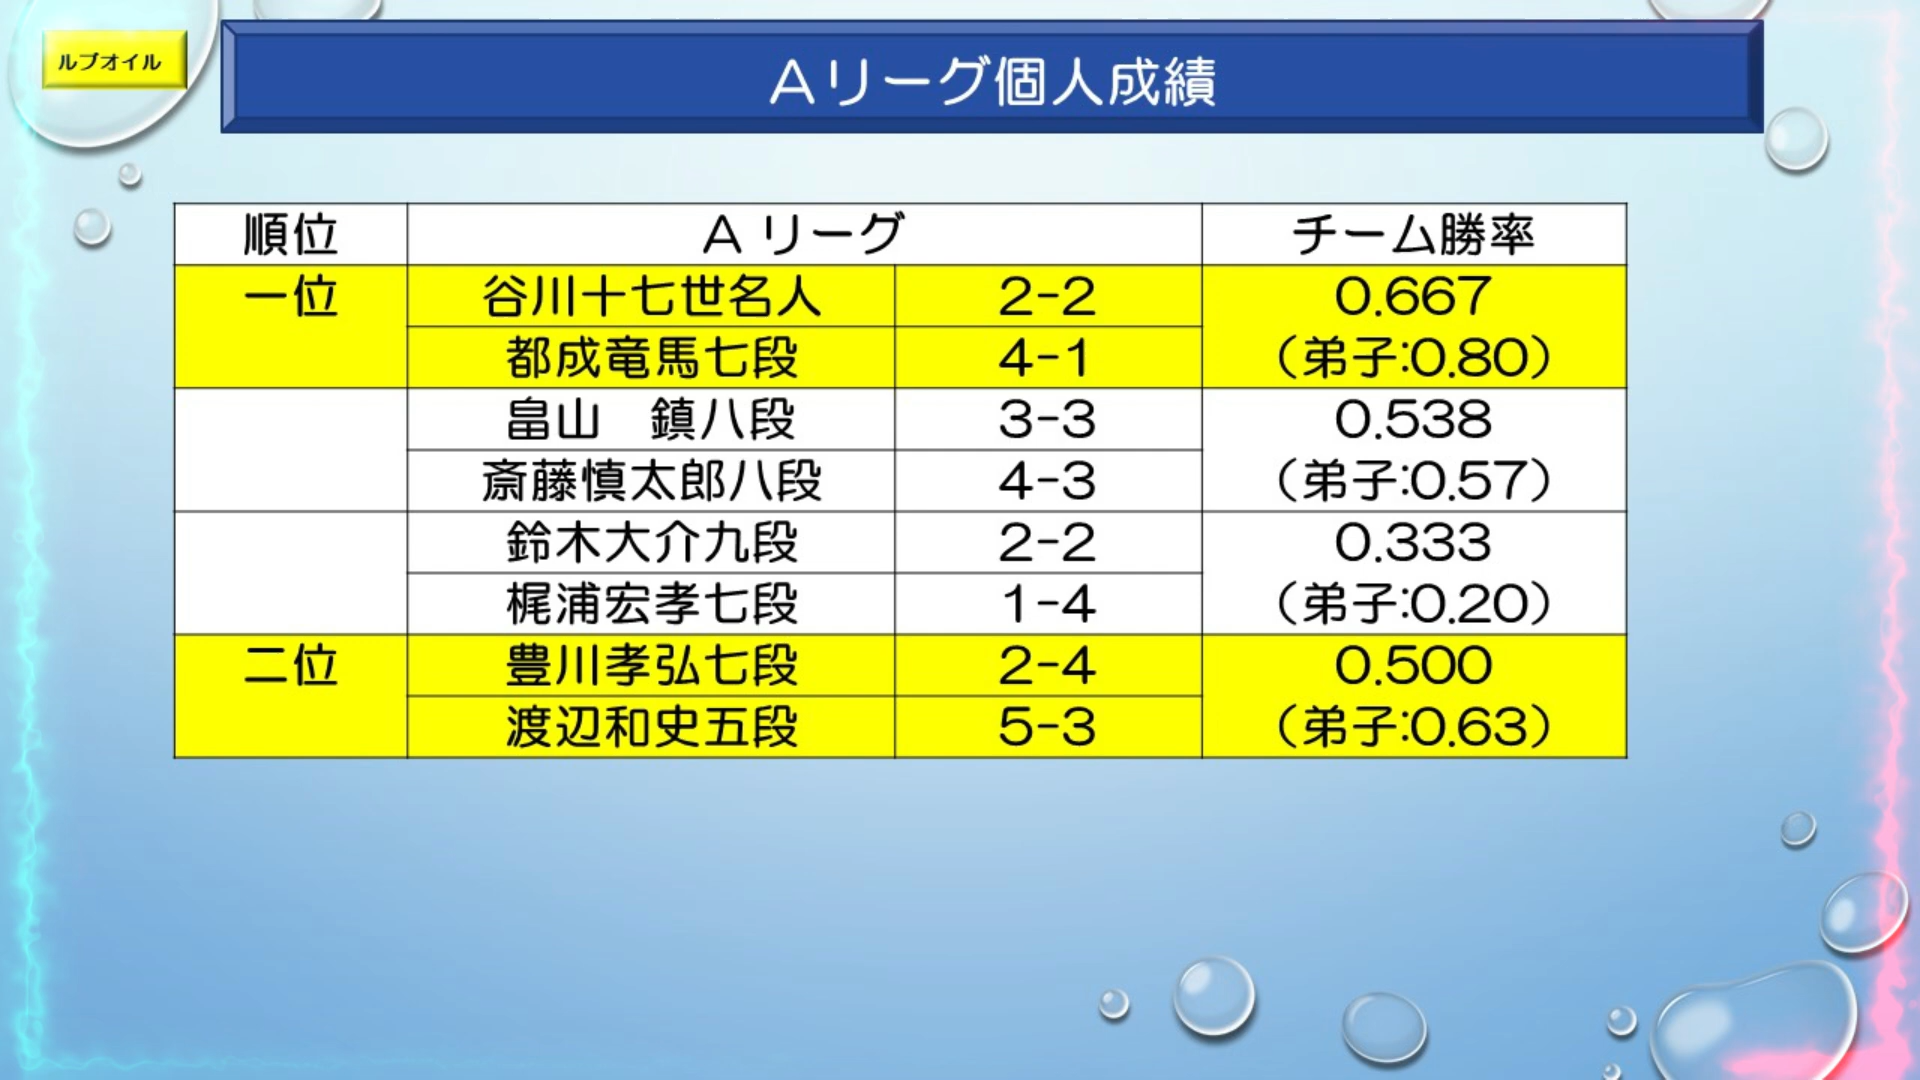 ルブオイル
Aリーグ個人成績
順位 A リーグ チーム勝率
一位 谷川十七世名人 2-2 0.667
都成竜馬七段 4-1 (弟子:0.80)
畠山 鎮八段 3-3 0.538
斎藤慎太郎八段 4-3 (弟子:0.57)
鈴木大介九段 2-2 0.333
梶浦宏孝七段 1-4 (弟子:0.20)
二位 豊川孝弘七段 2-4 0.500
渡辺和史五段 5-3 (弟子:0.63)